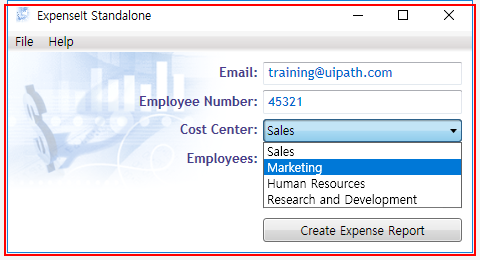 ExpenseIt Standalone
File Help
Email: training@uipath.com
Employee Number: 45321
Cost Center: Sales
Employees:
Sales
Marketing
Human Resources
Research and Development
Create Expense Report